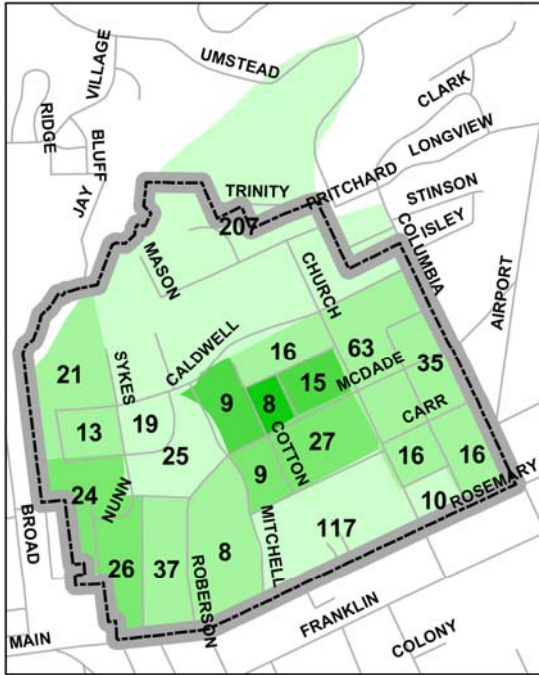 UMSTEAD
VILLAGE
RIDGE
BLUFF
JAY
CLARK
LONGVIEW
PRITCHARD
TRINITY
STINSON
ISLEY
COLUMBIA
AIRPORT
207
MASON
CHURCH
CALDWELL
SYKES
21
16
63
MCDADE
35
15
9
8
13
19
COTTON
27
CARR
25
9
16
16
24
NUNN
10
ROSEMARY
BROAD
MITCHELL
117
26
37
8
ROBERSON
FRANKLIN
MAIN
COLONY